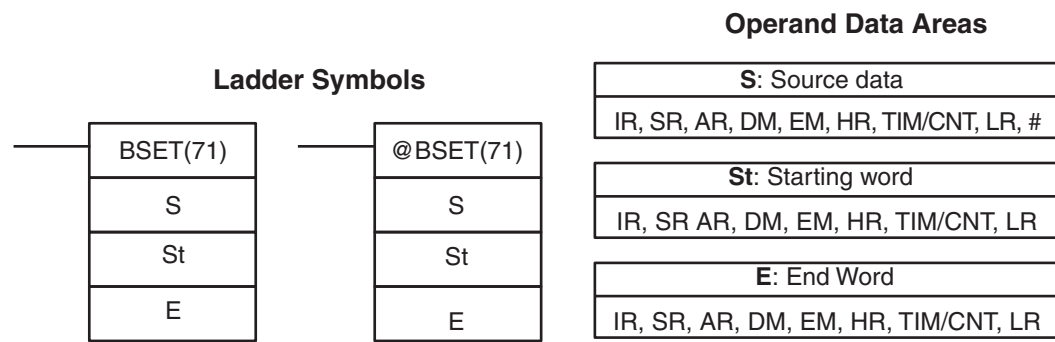 Operand Data Areas
Ladder Symbols
S: Source data
IR, SR, AR, DM, EM, HR, TIM/CNT, LR, #
BSET(71)
S
St
E
@BSET(71)
S
St
E
St: Starting word
IR, SR AR, DM, EM, HR, TIM/CNT, LR
E: End Word
IR, SR, AR, DM, EM, HR, TIM/CNT, LR